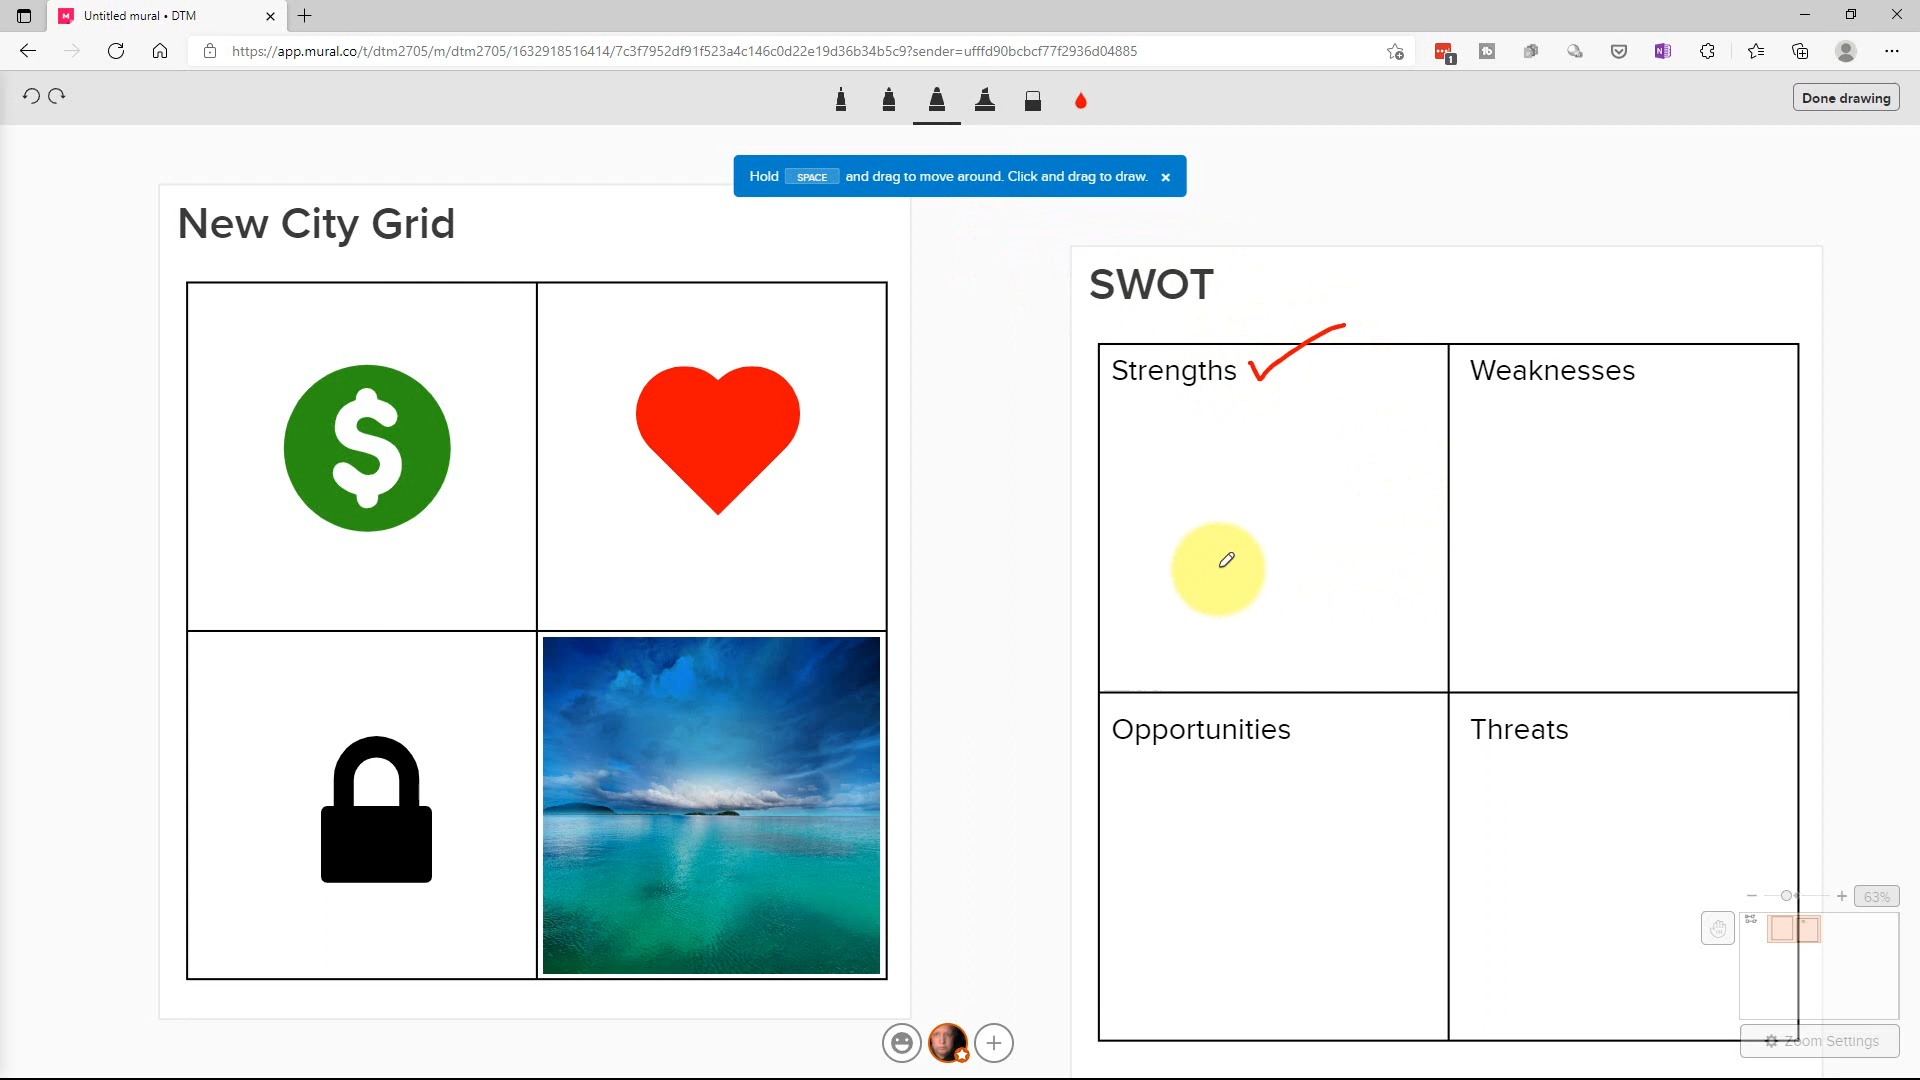 Untitled mural • DTM
https://app.mural.co/t/dtm2705/m/dtm2705/1632918516414/7c3f7952df91f523a4c146c0d22e19d36b34b5c9?sender=ufffd90bcbcf77f2936d04885
1
Done drawing
Hold SPACE and drag to move around. Click and drag to draw.
New City Grid
SWOT
Strengths
Weaknesses
$
Opportunities
Threats
63%
Zoom Settings